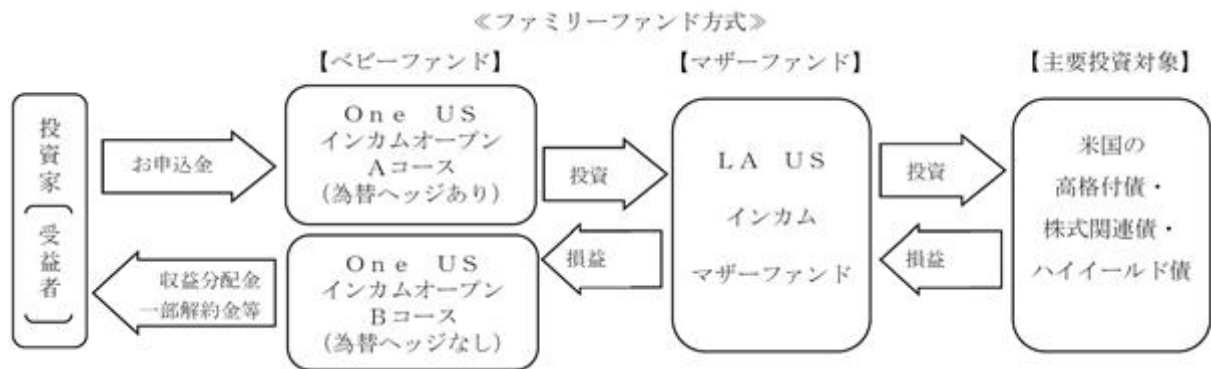 ≪ファミリーファンド方式≫
【ベビーファンド】
【マザーファンド】
【主要投資対象】
投資家
〔受益者〕
お申込金
収益分配金
一部解約金等
One US
インカムオープン
Aコース
(為替ヘッジあり)
One US
インカムオープン
Bコース
(為替ヘッジなし)
投資
損益
LA US
インカム
マザーファンド
投資
損益
米国の
高格付債・
株式関連債・
ハイイールド債